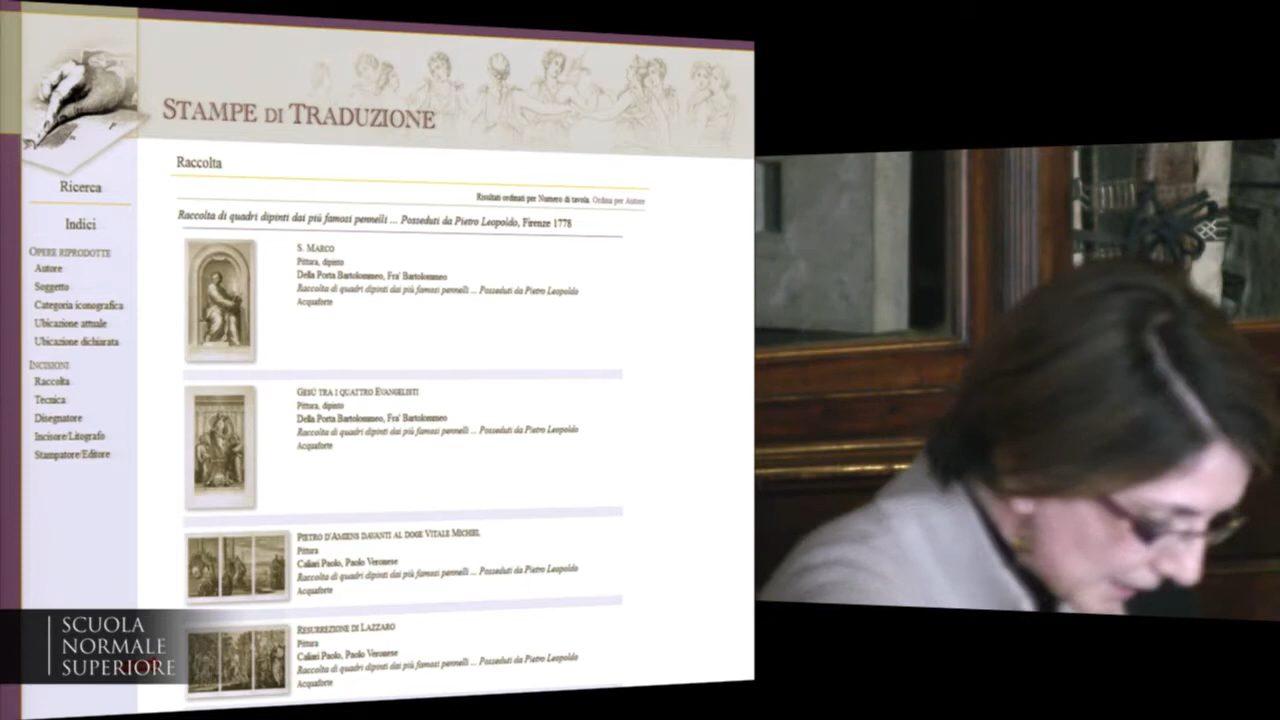 STAMPE DI TRADUZIONE
Ricerca
Indici
OPERE RIPRODOTTE
Autore
Soggetto
Categoria iconografica
Ubicazione attuale
Ubicazione dichiarata
INCISIONI
Raccolta
Tecnica
Disegnatore
Incisore/Litografo
Stampatore/Editore
Raccolta
Risultati ordinati per Numero di tavola. Ordina per Autore
Raccolta di quadri dipinti dai più famosi pennelli ... Posseduti da Pietro Leopoldo, Firenze 1778
S. MARCO
Pittura, dipinto
Della Porta Bartolommeo, Fra' Bartolommeo
Raccolta di quadri dipinti dai più famosi pennelli ... Posseduti da Pietro Leopoldo
Acquaforte
GESÙ TRA I QUATTRO EVANGELISTI
Pittura, dipinto
Della Porta Bartolommeo, Fra' Bartolommeo
Raccolta di quadri dipinti dai più famosi pennelli ... Posseduti da Pietro Leopoldo
Acquaforte
PIETRO D'AMIENS DAVANTI AL DOGE VITALE MICHIEL
Pittura
Caliari Paolo, Paolo Veronese
Raccolta di quadri dipinti dai più famosi pennelli ... Posseduti da Pietro Leopoldo
Acquaforte
RESURREZIONE DI LAZZARO
Pittura
Caliari Paolo, Paolo Veronese
Raccolta di quadri dipinti dai più famosi pennelli ... Posseduti da Pietro Leopoldo
Acquaforte
SCUOLA
NORMALE
SUPERIORE